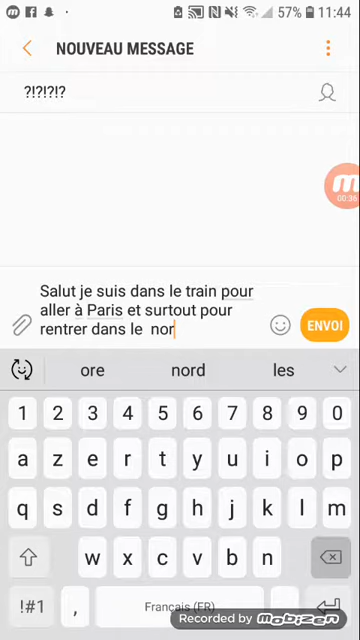 57% 11:44
NOUVEAU MESSAGE
?!?!?!?
00:36
Salut je suis dans le train pour
aller à Paris et surtout pour
rentrer dans le nor
ENVOI
ore nord les
1 2 3 4 5 6 7 8 9 0
a z e r t y u i o p
q s d f g h j k l m
w x c v b n
!#1 , Français (FR)
Recorded by mobizen